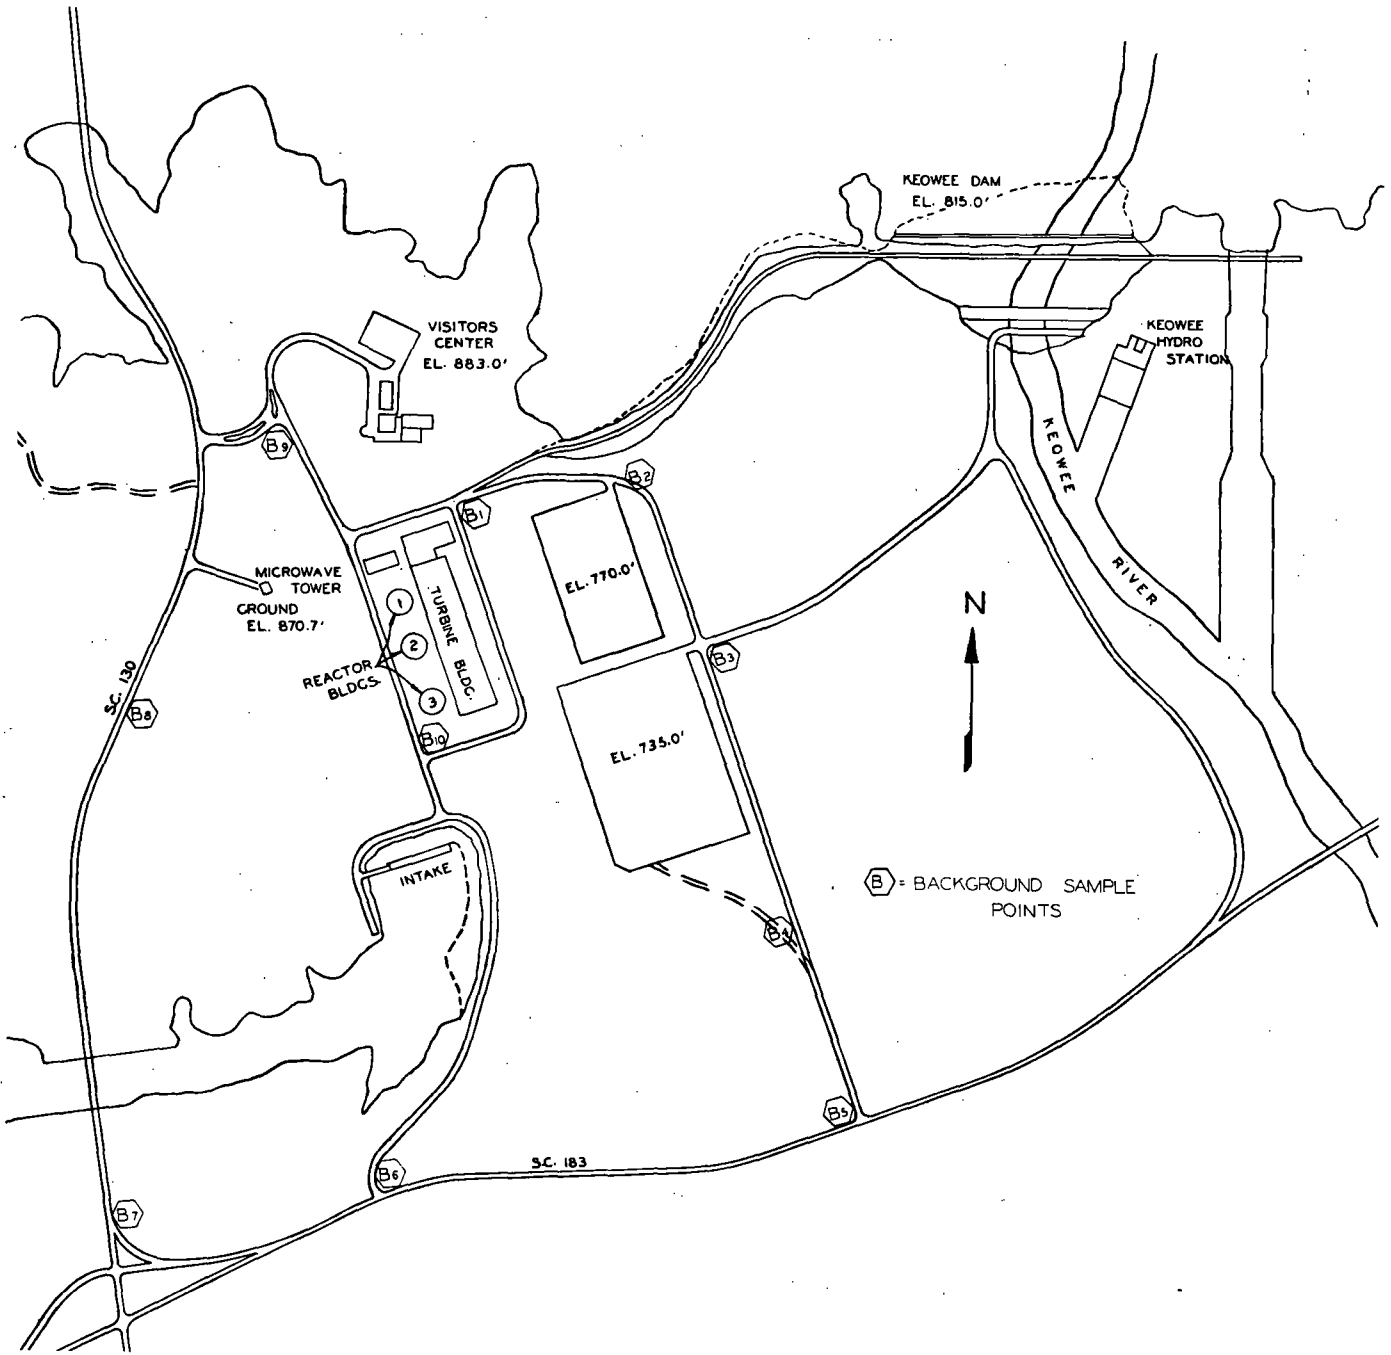 KEOWEE DAM
EL. 815.0'
VISITORS
CENTER
EL. 883.0'
KEOWEE
HYDRO
STATION
B9
B2
B1
KEOWEE
RIVER
MICROWAVE
TOWER
GROUND
EL. 870.7'
EL. 770.0'
1
2
3
TURBINE BLDG.
N
REACTOR
BLDGS.
B3
S.C. 130
B8
B10
EL. 735.0'
INTAKE
B = BACKGROUND SAMPLE
POINTS
B4
B5
S.C. 183
B6
B7